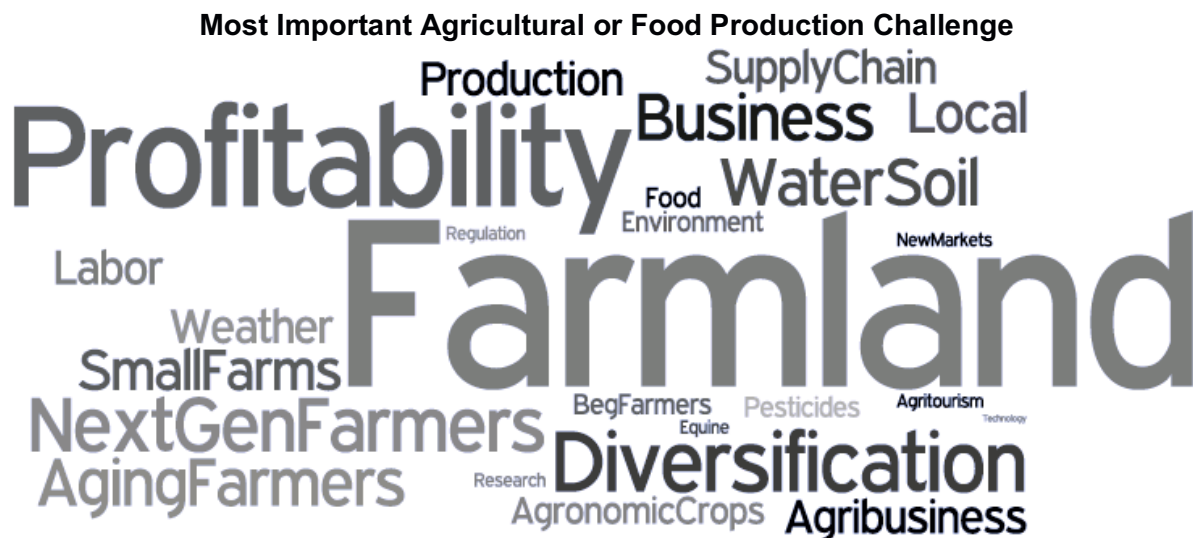 Most Important Agricultural or Food Production Challenge
SupplyChain
Production
Business
Local
Profitability
WaterSoil
Food
Environment
Regulation
NewMarkets
Farmland
Labor
Weather
SmallFarms
NextGenFarmers
BegFarmers
Pesticides
Agritourism
Technology
Equine
Diversification
AgingFarmers
Research
AgronomicCrops
Agribusiness